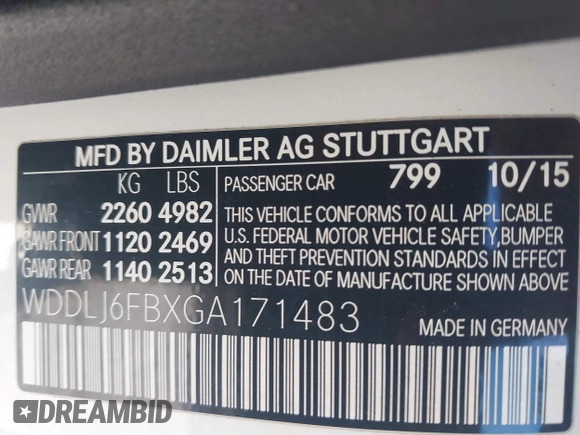 MFD BY DAIMLER AG STUTTGART
KG LBS
GVWR 2260 4982
GAWR FRONT 1120 2469
GAWR REAR 1140 2513
PASSENGER CAR 799 10/15
THIS VEHICLE CONFORMS TO ALL APPLICABLE
U.S. FEDERAL MOTOR VEHICLE SAFETY, BUMPER
AND THEFT PREVENTION STANDARDS IN EFFECT
ON THE DATE OF MANUFACTURE SHOWN ABOVE.
WDDLJ6FBXGA171483
MADE IN GERMANY
DREAMBID